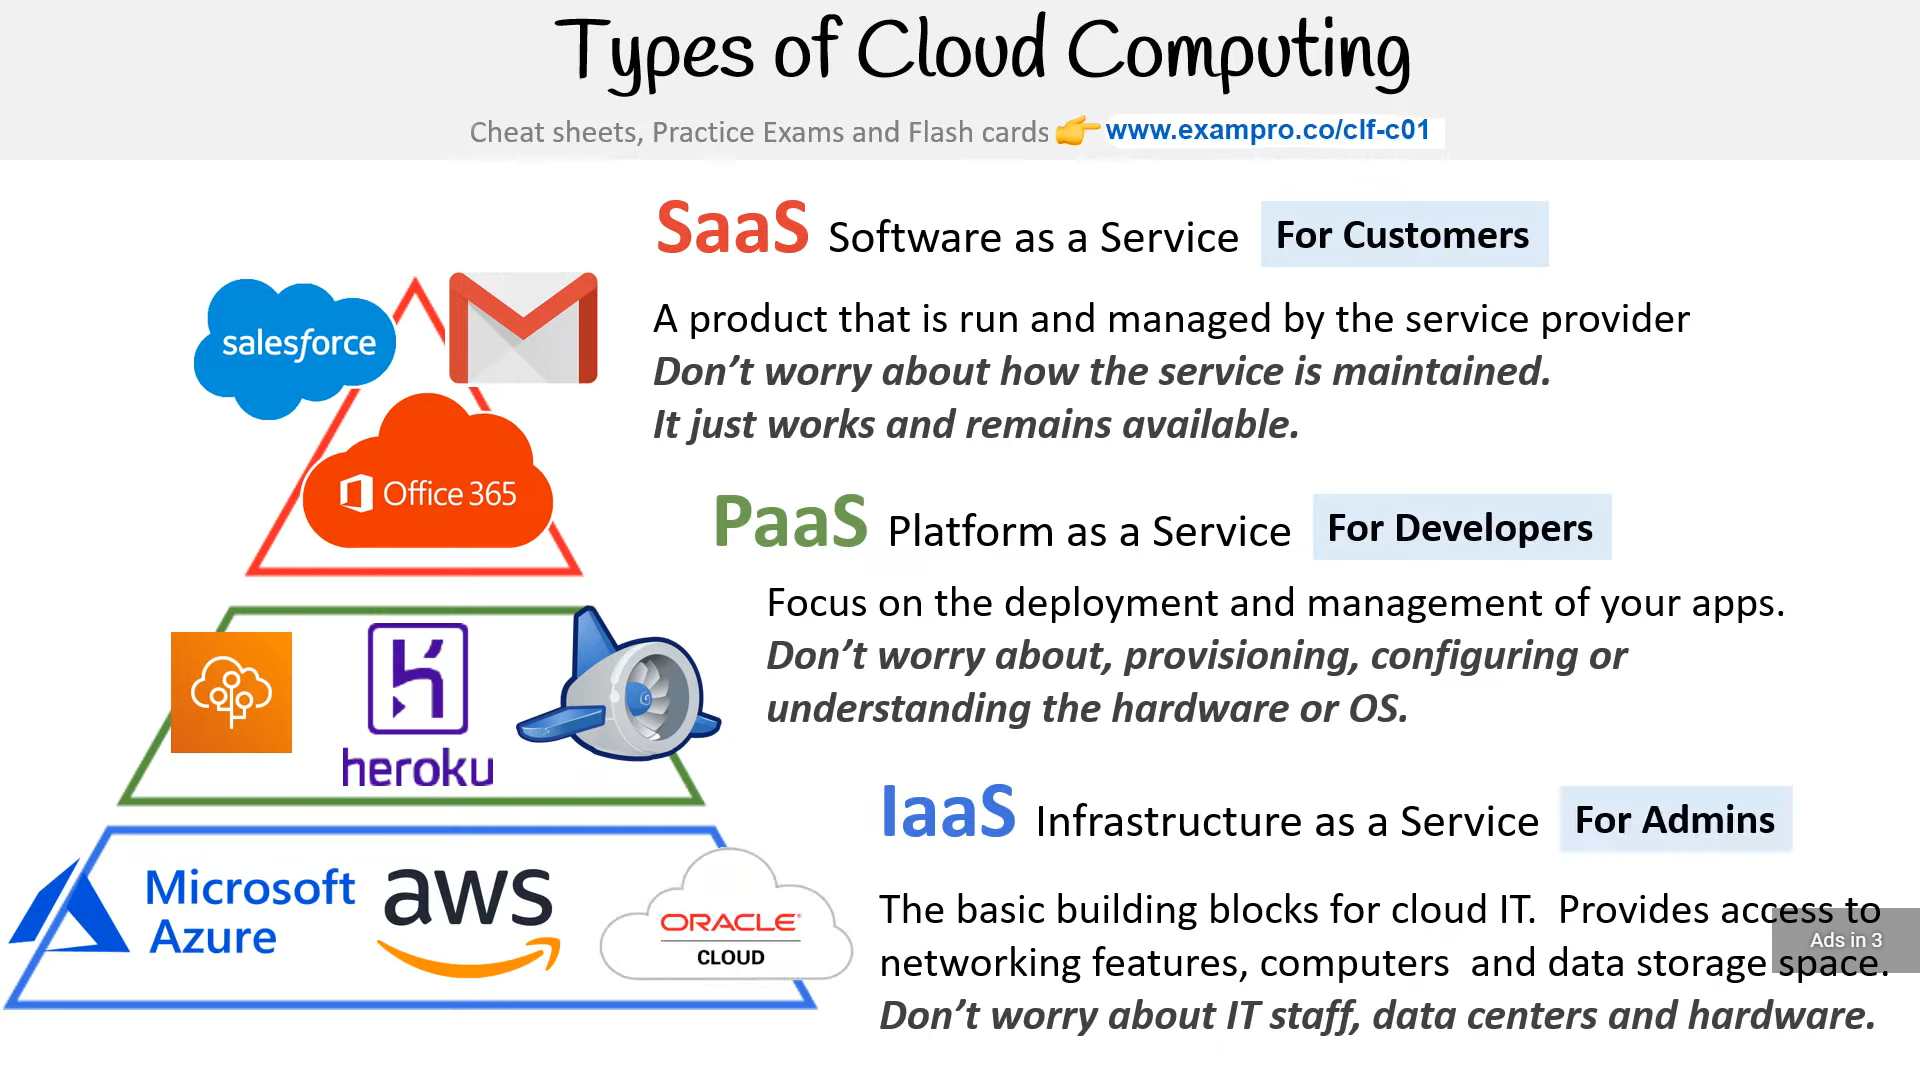 Types of Cloud Computing
Cheat sheets, Practice Exams and Flash cards 👉 www.exampro.co/clf-c01
SaaS Software as a Service For Customers
A product that is run and managed by the service provider
Don’t worry about how the service is maintained.
It just works and remains available.
salesforce
Office 365
PaaS Platform as a Service For Developers
Focus on the deployment and management of your apps.
Don’t worry about, provisioning, configuring or
understanding the hardware or OS.
heroku
IaaS Infrastructure as a Service For Admins
The basic building blocks for cloud IT. Provides access to
networking features, computers and data storage space.
Don’t worry about IT staff, data centers and hardware.
Microsoft
Azure
aws
ORACLE
CLOUD
Ads in 3